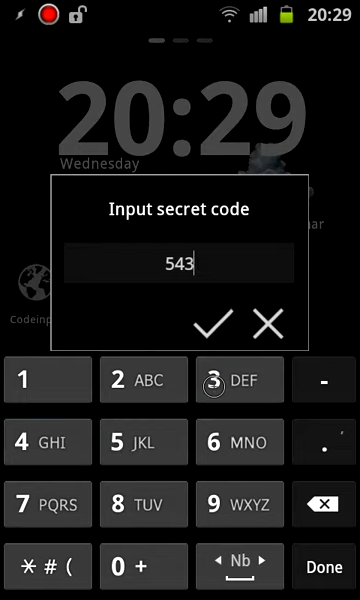 20:29
20:29
Wednesday
Input secret code
543
Codeinp
1
2 ABC
3 DEF
-
4 GHI
5 JKL
6 MNO
. ,
7 PQRS
8 TUV
9 WXYZ
* # (
0 +
Nb
Done